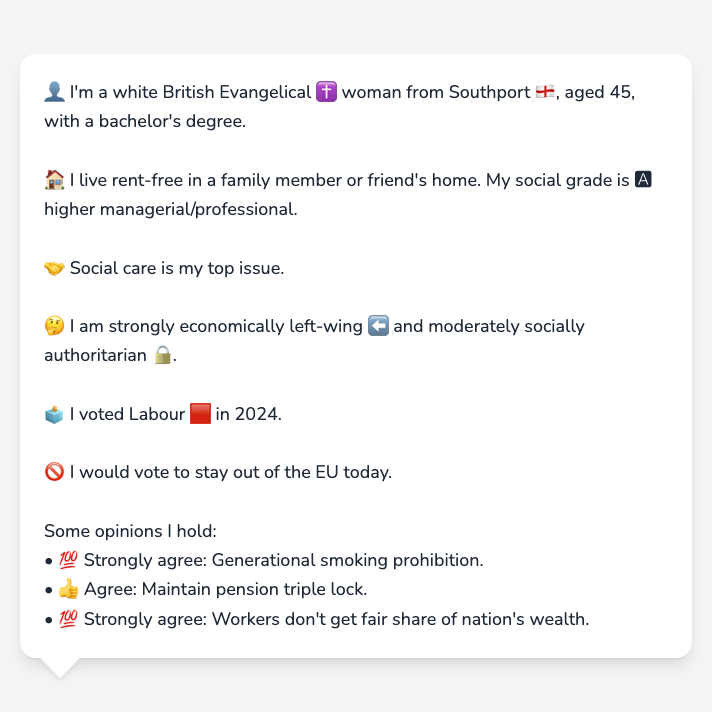 👤 I'm a white British Evangelical ✝️ woman from Southport 🏴󠁧󠁢󠁥󠁮󠁧󠁿, aged 45,
with a bachelor's degree.
🏠 I live rent-free in a family member or friend's home. My social grade is 🅰
higher managerial/professional.
🤝 Social care is my top issue.
🤔 I am strongly economically left-wing ⬅️ and moderately socially
authoritarian 🔒.
🗳️ I voted Labour 🟥 in 2024.
🚫 I would vote to stay out of the EU today.
Some opinions I hold:
• 💯 Strongly agree: Generational smoking prohibition.
• 👍 Agree: Maintain pension triple lock.
• 💯 Strongly agree: Workers don't get fair share of nation's wealth.